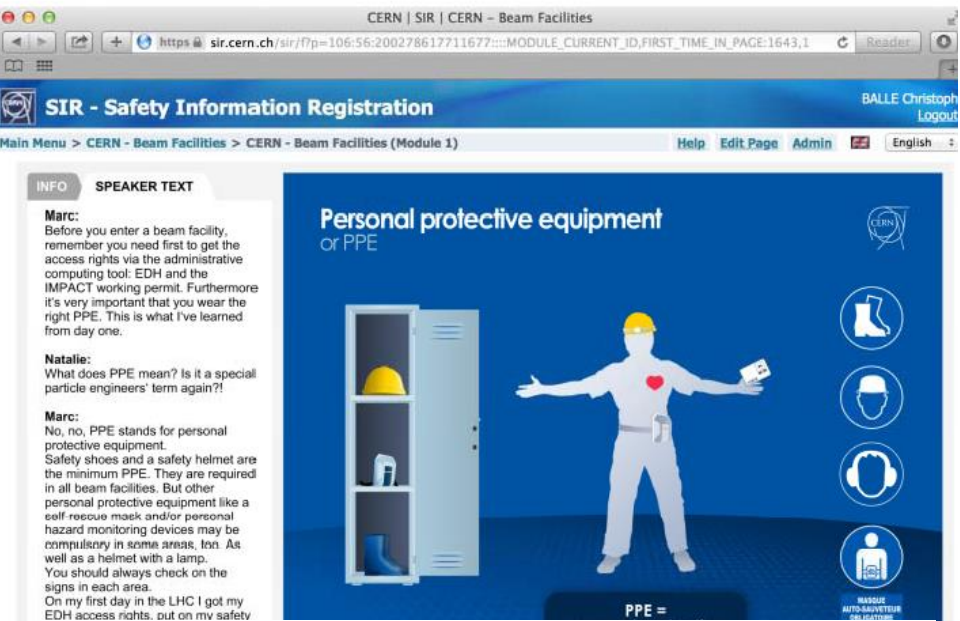 CERN | SIR | CERN – Beam Facilities
https sir.cern.ch/sir/f?p=106:56:200278617711677::::MODULE_CURRENT_ID,FIRST_TIME_IN_PAGE:1643,1
Reader
SIR - Safety Information Registration
BALLE Christoph
Logout
Main Menu > CERN - Beam Facilities > CERN - Beam Facilities (Module 1)
Help Edit Page Admin English
INFO SPEAKER TEXT
Marc:
Before you enter a beam facility,
remember you need first to get the
access rights via the administrative
computing tool: EDH and the
IMPACT working permit. Furthermore
it's very important that you wear the
right PPE. This is what I've learned
from day one.
Natalie:
What does PPE mean? Is it a special
particle engineers' term again?!
Marc:
No, no, PPE stands for personal
protective equipment.
Safety shoes and a safety helmet are
the minimum PPE. They are required
in all beam facilities. But other
personal protective equipment like a
self-rescue mask and/or personal
hazard monitoring devices may be
compulsory in some areas, too. As
well as a helmet with a lamp.
You should always check on the
signs in each area.
On my first day in the LHC I got my
EDH access rights, put on my safety
Personal protective equipment
or PPE
CERN
MASQUE
AUTO-SAUVETEUR
OBLIGATOIRE
PPE =